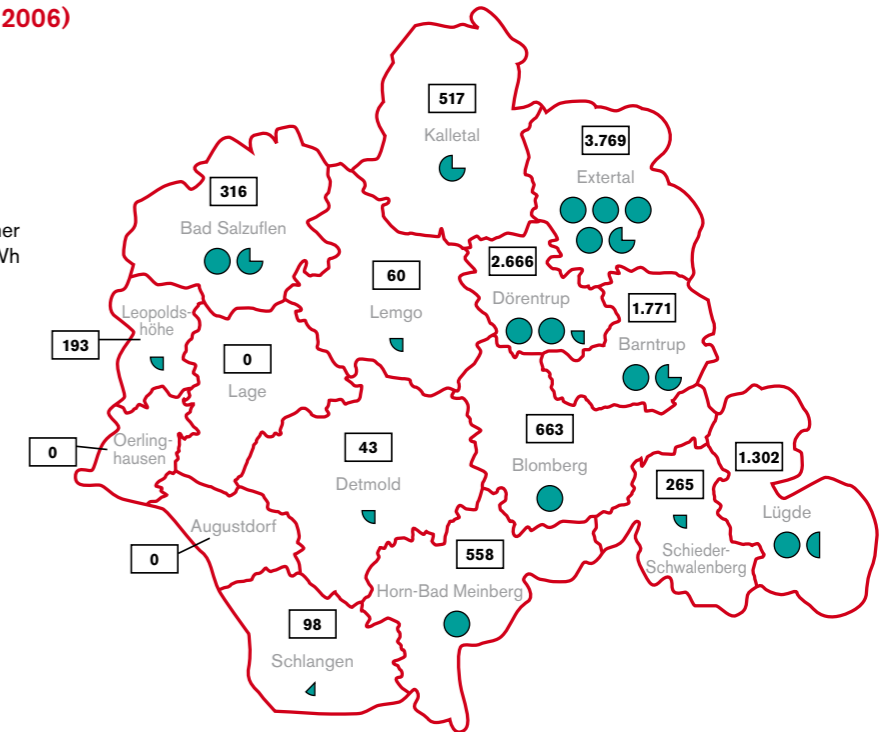 2006)
her
Wh
517
Kalletal
3.769
Extertal
316
Bad Salzuflen
60
Lemgo
2.666
Dörentrup
1.771
Barntrup
Leopolds-
höhe
193
0
Lage
663
Blomberg
0
Oerling-
hausen
43
Detmold
265
Schieder-
Schwalenberg
1.302
Lügde
Augustdorf
0
558
Horn-Bad Meinberg
98
Schlangen